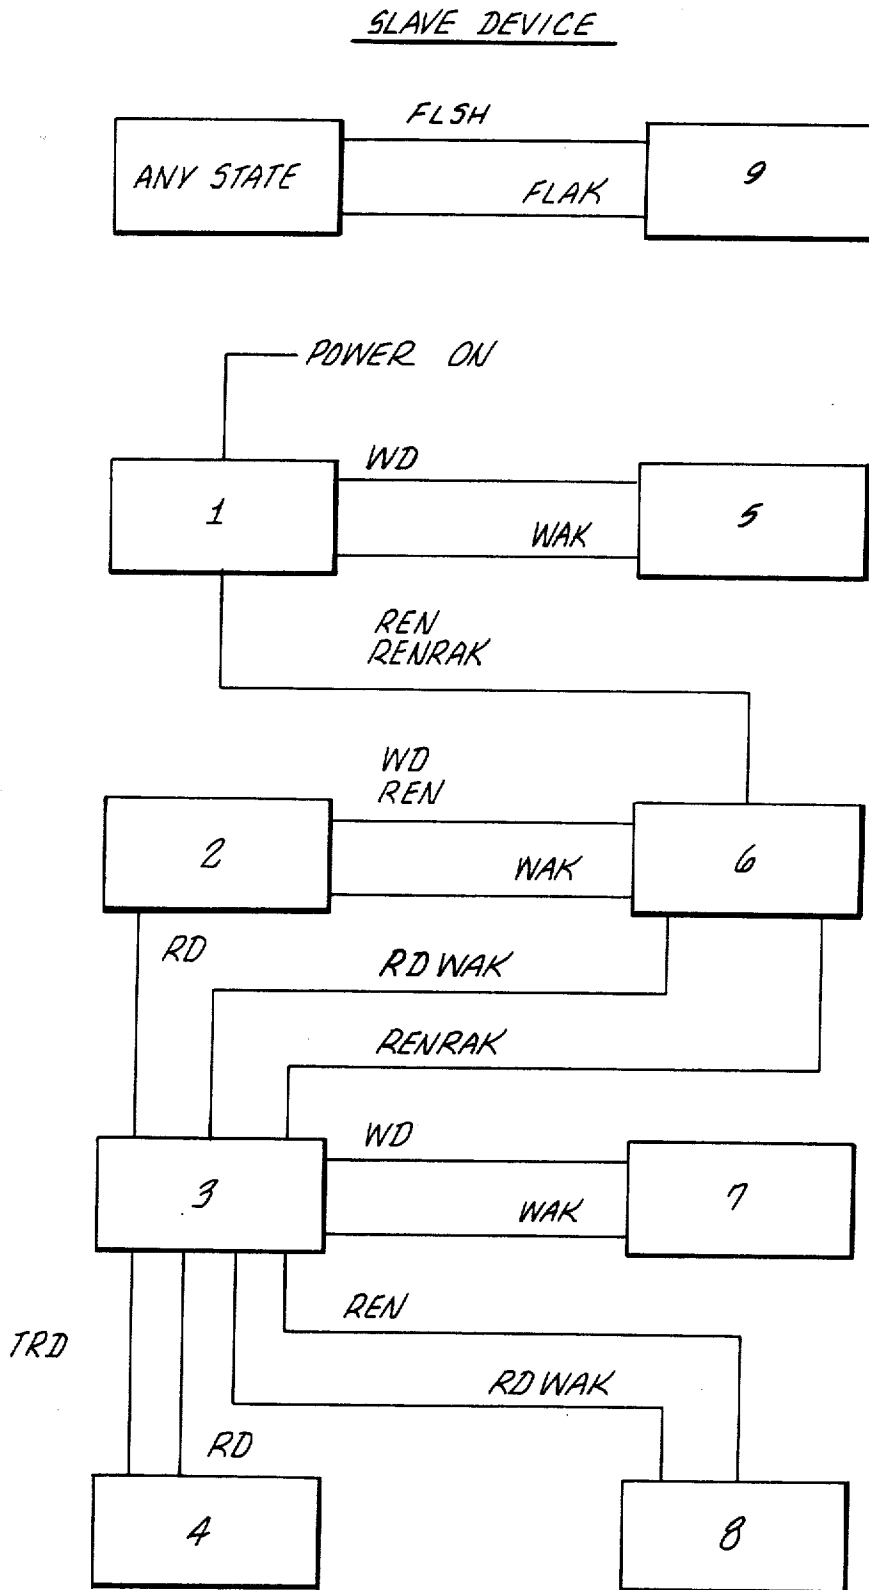 SLAVE DEVICE
FLSH
ANY STATE
9
FLAK
POWER ON
WD
1
5
WAK
REN
RENRAK
WD
REN
2
6
WAK
RD
RD WAK
RENRAK
WD
3
7
WAK
REN
TRD
RD WAK
RD
4
8